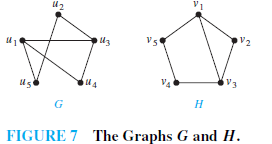 u₂
u₁
u₃
u₅
u₄
G
v₁
v₅
v₂
v₄
v₃
H
FIGURE 7 The Graphs G and H.